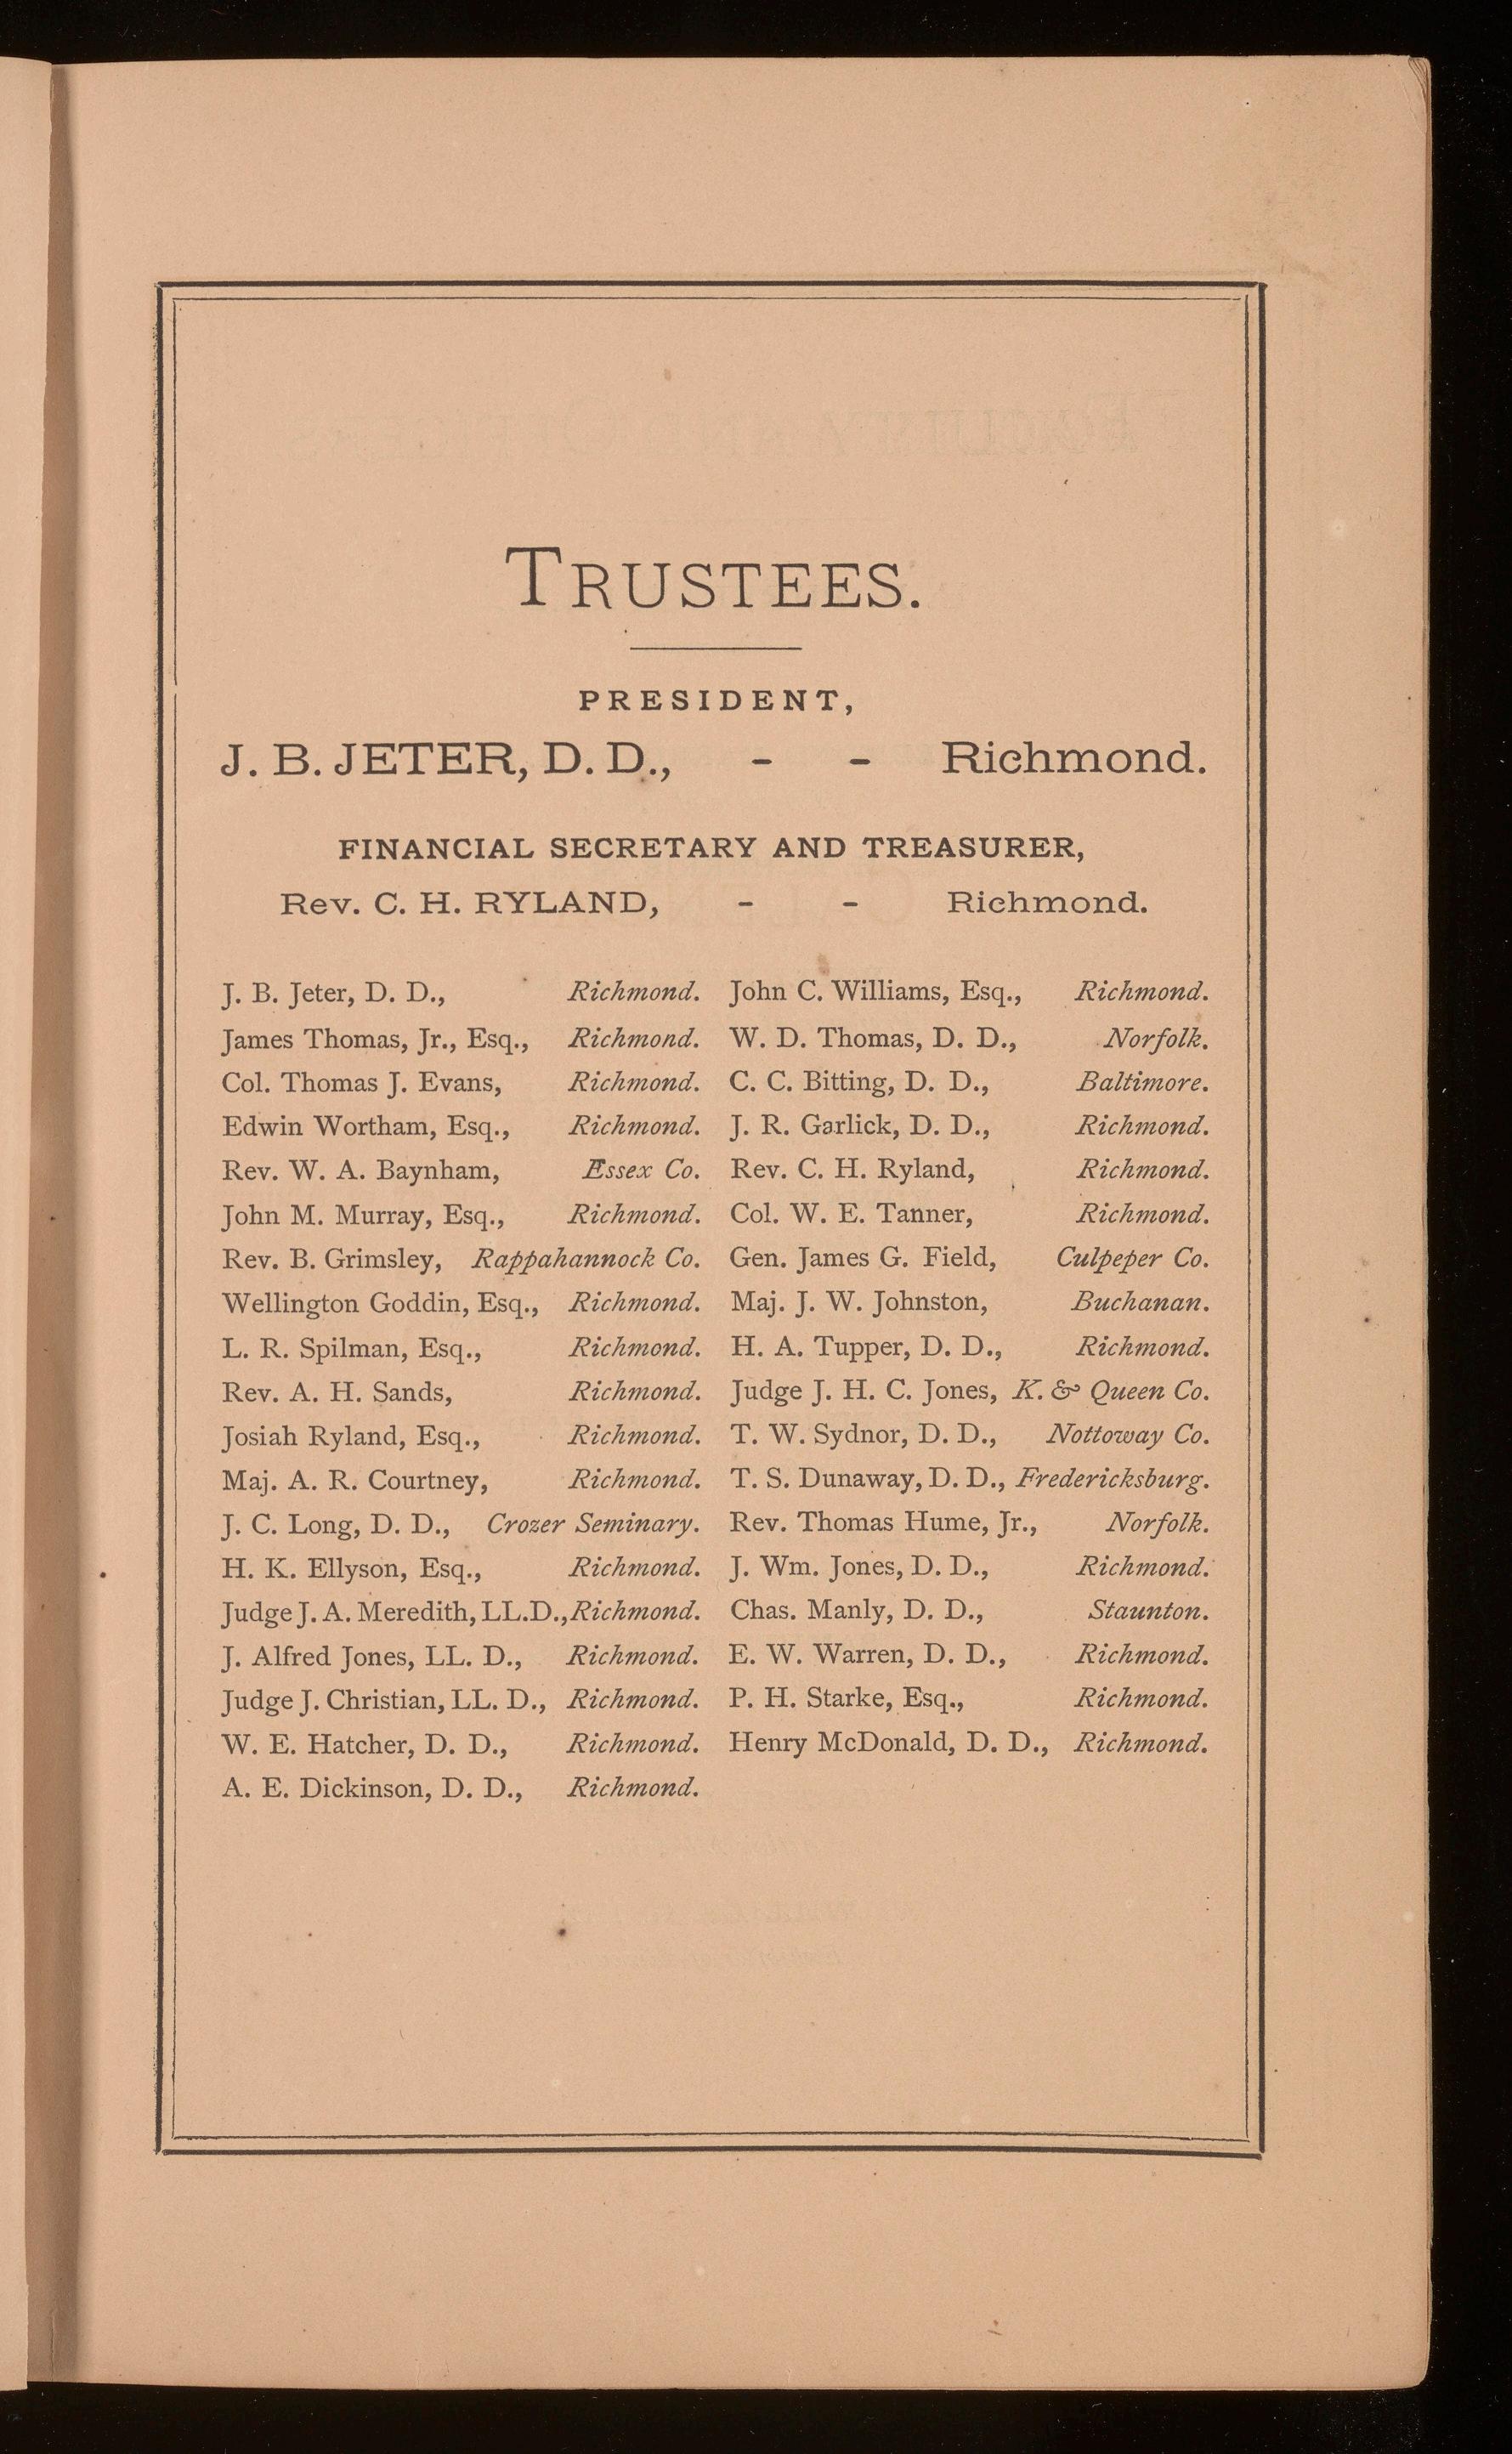 TRUSTEES.
PRESIDENT,
J. B. JETER, D. D., - - Richmond.
FINANCIAL SECRETARY AND TREASURER,
Rev. C. H. RYLAND, - - Richmond.
J. B. Jeter, D. D., Richmond.
James Thomas, Jr., Esq., Richmond.
Col. Thomas J. Evans, Richmond.
Edwin Wortham, Esq., Richmond.
Rev. W. A. Baynham, Essex Co.
John M. Murray, Esq., Richmond.
Rev. B. Grimsley, Rappahannock Co.
Wellington Goddin, Esq., Richmond.
L. R. Spilman, Esq., Richmond.
Rev. A. H. Sands, Richmond.
Josiah Ryland, Esq., Richmond.
Maj. A. R. Courtney, Richmond.
J. C. Long, D. D., Crozer Seminary.
H. K. Ellyson, Esq., Richmond.
Judge J. A. Meredith, LL.D., Richmond.
J. Alfred Jones, LL. D., Richmond.
Judge J. Christian, LL. D., Richmond.
W. E. Hatcher, D. D., Richmond.
A. E. Dickinson, D. D., Richmond.
John C. Williams, Esq., Richmond.
W. D. Thomas, D. D., Norfolk.
C. C. Bitting, D. D., Baltimore.
J. R. Garlick, D. D., Richmond.
Rev. C. H. Ryland, Richmond.
Col. W. E. Tanner, Richmond.
Gen. James G. Field, Culpeper Co.
Maj. J. W. Johnston, Buchanan.
H. A. Tupper, D. D., Richmond.
Judge J. H. C. Jones, K. & Queen Co.
T. W. Sydnor, D. D., Nottoway Co.
T. S. Dunaway, D. D., Fredericksburg.
Rev. Thomas Hume, Jr., Norfolk.
J. Wm. Jones, D. D., Richmond.
Chas. Manly, D. D., Staunton.
E. W. Warren, D. D., Richmond.
P. H. Starke, Esq., Richmond.
Henry McDonald, D. D., Richmond.